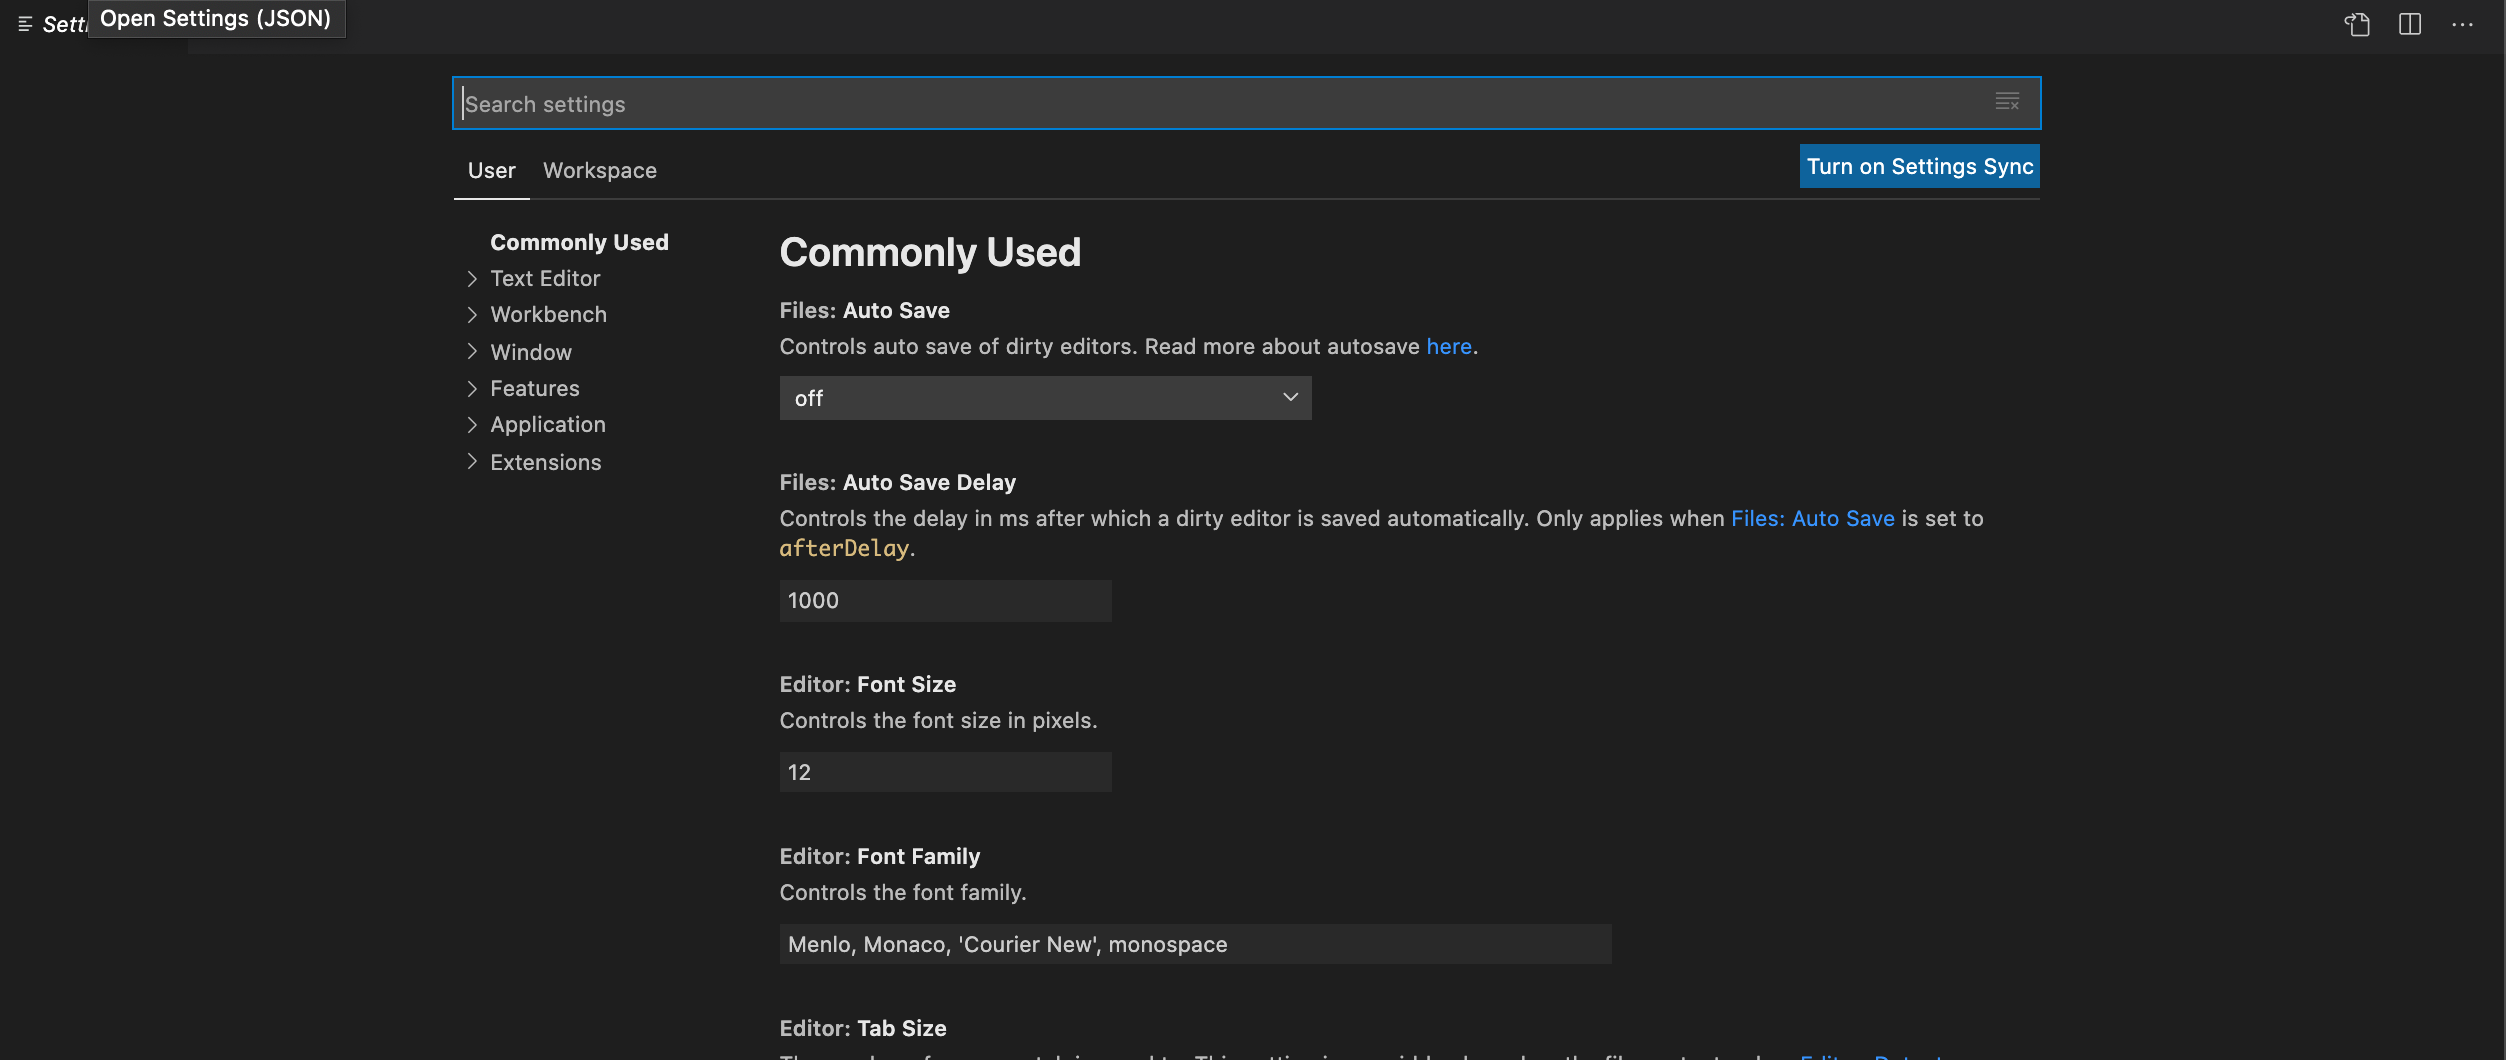 Open Settings (JSON)
Search settings
User Workspace
Turn on Settings Sync
Commonly Used
Text Editor
Workbench
Window
Features
Application
Extensions
Commonly Used
Files: Auto Save
Controls auto save of dirty editors. Read more about autosave here.
off
Files: Auto Save Delay
Controls the delay in ms after which a dirty editor is saved automatically. Only applies when Files: Auto Save is set to
afterDelay.
1000
Editor: Font Size
Controls the font size in pixels.
12
Editor: Font Family
Controls the font family.
Menlo, Monaco, 'Courier New', monospace
Editor: Tab Size